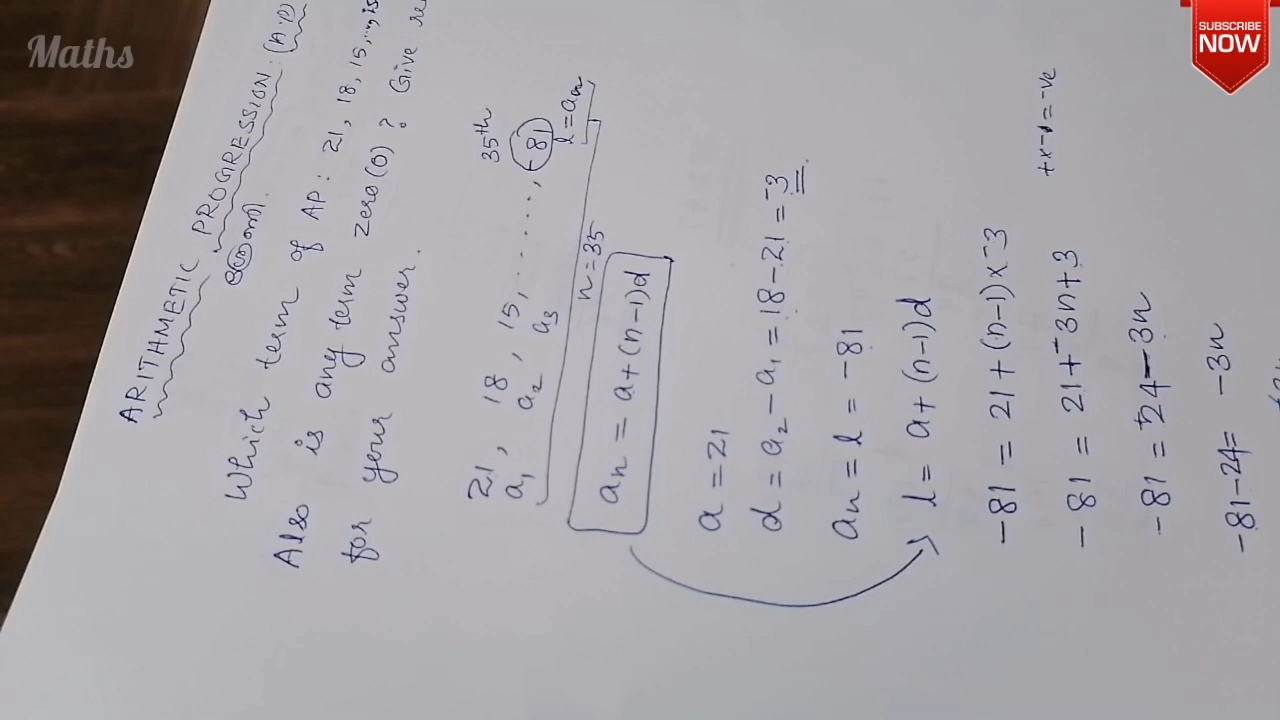 Maths
SUBSCRIBE
NOW
ARITHMETIC PROGRESSION: (A.P)
Which term of AP: 21, 18, 15,..., is
Also is any term zero(0)? Give
for your answer.
35th
21, 18, 15, ......, -81
a₁ a₂ a₃ l=aₙ
n=35
aₙ = a+(n-1)d
a = 21
d = a₂-a₁ = 18-21 = -3
aₙ = l = -81
l = a+(n-1)d
-81 = 21+(n-1)x-3
-81 = 21+-3n+3 +x-=-ve
-81 = 24-3n
-81-24= -3n